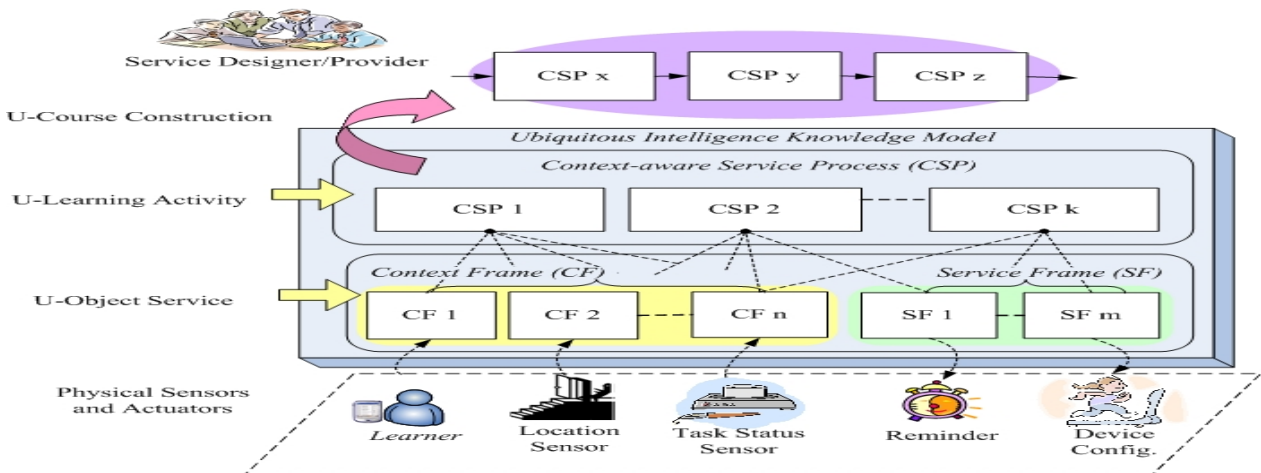 Service Designer/Provider
CSP x
CSP y
CSP z
U-Course Construction
Ubiquitous Intelligence Knowledge Model
Context-aware Service Process (CSP)
U-Learning Activity
CSP 1
CSP 2
CSP k
Context Frame (CF)
Service Frame (SF)
U-Object Service
CF 1
CF 2
CF n
SF 1
SF m
Physical Sensors
and Actuators
Learner
Location
Sensor
Task Status
Sensor
Reminder
Device
Config.